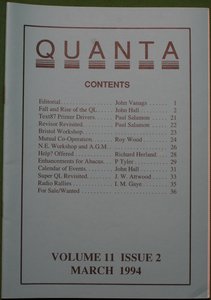 QUANTA
CONTENTS
Editorial.................... John Vanags 1
Fall and Rise of the QL.... John Hall 2
Text87 Printer Drivers..... Paul Salamon 21
Revisor Revisited........... Paul Salamon 22
Bristol Workshop........... 23
Mutual Co-Operation....... Roy Wood 24
N.E. Workshop and A.G.M... 26
Help? Offered............... Richard Herland 28
Enhancements for Abacus... P Tyler 29
Calendar of Events.......... John Hall 31
Super QL Revisited......... J. W. Attwood 33
Radio Rallies................ I. M. Gaye 35
For Sale/Wanted............. 36
VOLUME 11 ISSUE 2
MARCH 1994